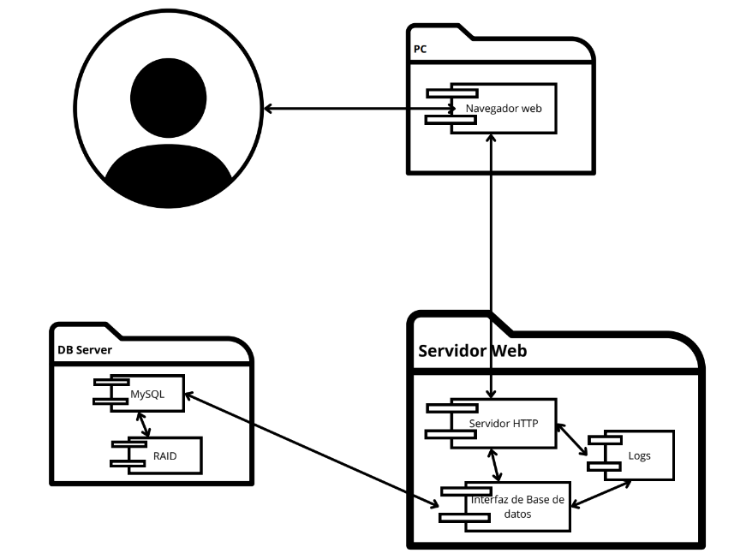 PC
Navegador web
DB Server
MySQL
RAID
Servidor Web
Servidor HTTP
Logs
Interfaz de Base de
datos